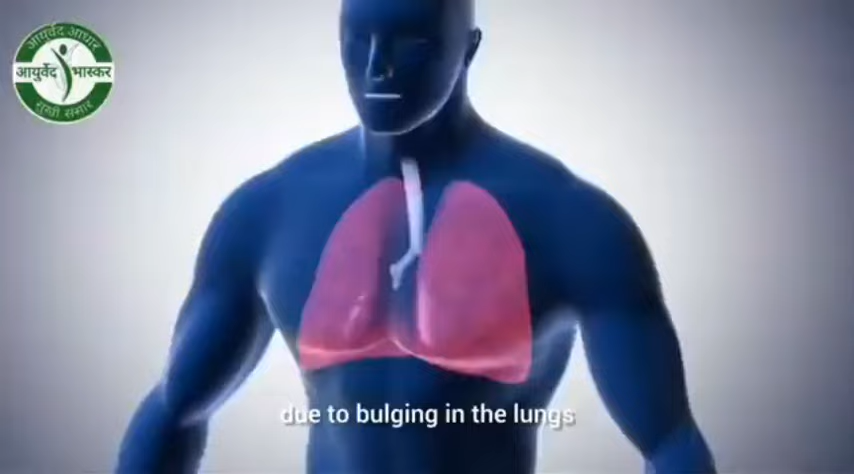 आयुर्वेद आधार
आयुर्वेद भास्कर
सुखी संसार
due to bulging in the lungs